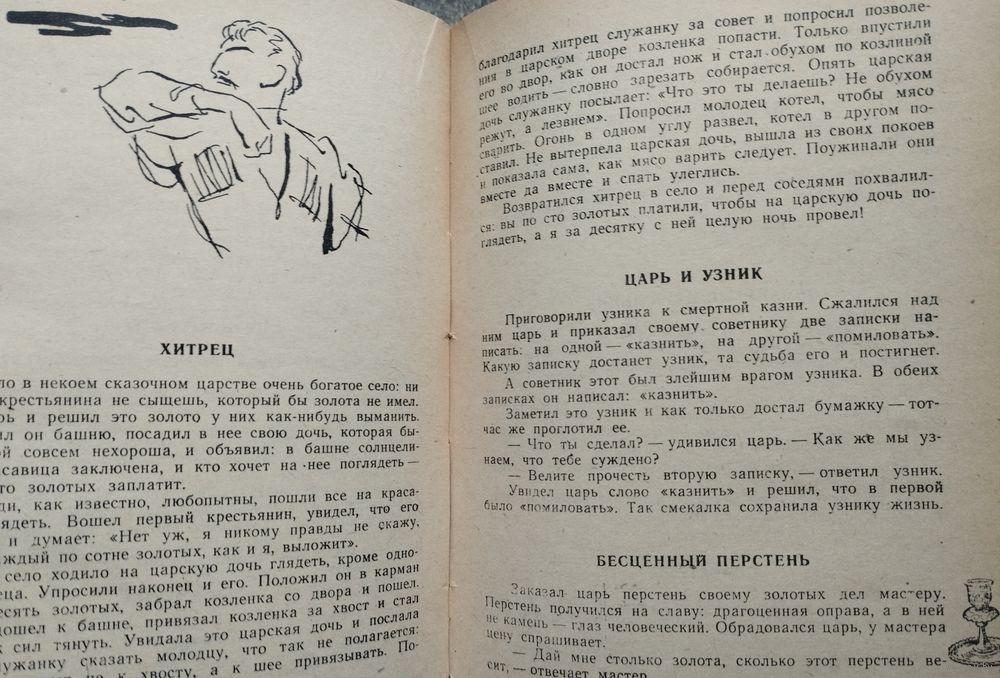 ХИТРЕЦ
ло в некоем сказочном царстве очень богатое село: ни
крестьянина не сыщешь, который бы золота не имел.
рь и решил это золото у них как-нибудь выманить.
ил он башню, посадил в нее свою дочь, которая бы-
й совсем нехороша, и объявил: в башне солнцели-
савица заключена, и кто хочет на нее поглядеть —
то золотых заплатит.
ди, как известно, любопытны, пошли все на краса-
лядеть. Вошел первый крестьянин, увидел, что его
и думает: «Нет уж, я никому правды не скажу,
аждый по сотне золотых, как и я, выложит».
село ходило на царскую дочь глядеть, кроме одно-
еца. Упросили наконец и его. Положил он в карман
есять золотых, забрал козленка со двора и пошел.
дошел к башне, привязал козленка за хвост и стал
х сил тянуть. Увидала это царская дочь и послала
лужанку сказать молодцу, что так не полагается:
не к хвосту, а к шее привязывать. По-
благодарил хитрец служанку за совет и попросил позволе-
ния в царском дворе козленка попасти. Только впустили
его во двор, как он достал нож и стал обухом по козлиной
шее водить — словно зарезать собирается. Опять царская
дочь служанку посылает: «Что это ты делаешь? Не обухом
режут, а лезвием». Попросил молодец котел, чтобы мясо
сварить. Огонь в одном углу развел, котел в другом по-
ставил. Не вытерпела царская дочь, вышла из своих покоев
и показала сама, как мясо варить следует. Поужинали они
вместе да вместе и спать улеглись.
Возвратился хитрец в село и перед соседями похвалил-
ся: вы по сто золотых платили, чтобы на царскую дочь по-
глядеть, а я за десятку с ней целую ночь провел!
ЦАРЬ И УЗНИК
Приговорили узника к смертной казни. Сжалился над
ним царь и приказал своему советнику две записки на-
писать: на одной — «казнить», на другой — «помиловать».
Какую записку достанет узник, та судьба его и постигнет.
А советник этот был злейшим врагом узника. В обеих
записках он написал: «казнить».
Заметил это узник и как только достал бумажку — тот-
час же проглотил ее.
— Что ты сделал? — удивился царь. — Как же мы уз-
наем, что тебе суждено?
— Велите прочесть вторую записку, — ответил узник.
Увидел царь слово «казнить» и решил, что в первой
было «помиловать». Так смекалка сохранила узнику жизнь.
БЕСЦЕННЫЙ ПЕРСТЕНЬ
Заказал царь перстень своему золотых дел мастеру.
Перстень получился на славу: драгоценная оправа, а в ней
не камень — глаз человеческий. Обрадовался царь, у мастера
цену спрашивает.
— Дай мне столько золота, сколько этот перстень ве-
сит, — отвечает мастер.